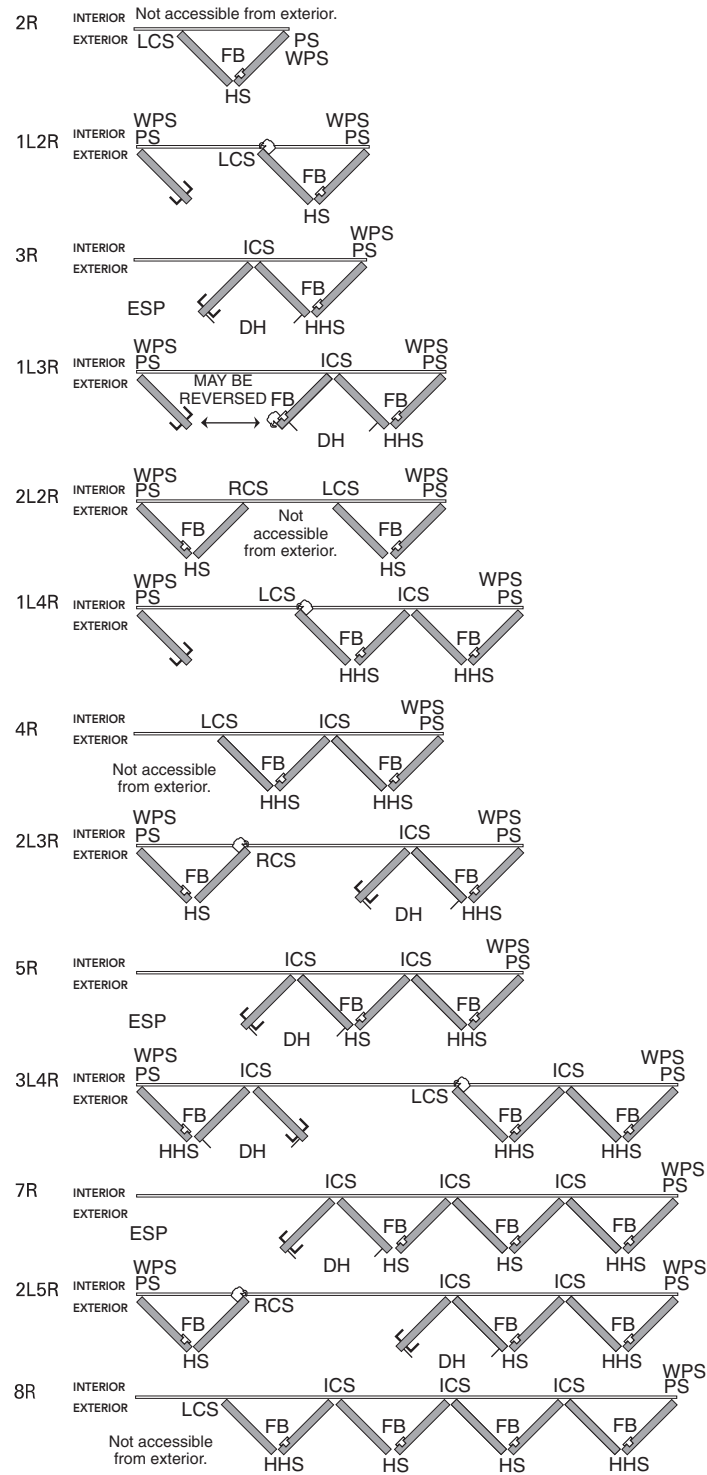 2R INTERIOR Not accessible from exterior.
EXTERIOR LCS FB PS
WPS
HS
WPS WPS
1L2R INTERIOR PS PS
EXTERIOR LCS
FB
HS
WPS
3R INTERIOR ICS PS
EXTERIOR
FB
ESP DH HHS
WPS WPS
1L3R INTERIOR PS ICS PS
EXTERIOR
MAY BE
REVERSED FB FB
DH HHS
WPS WPS
2L2R INTERIOR PS RCS LCS PS
EXTERIOR
Not
accessible
from exterior.
FB FB
HS HS
WPS WPS
1L4R INTERIOR PS LCS ICS PS
EXTERIOR
FB FB
HHS HHS
WPS
4R INTERIOR LCS ICS PS
EXTERIOR
Not accessible
from exterior.
FB FB
HHS HHS
WPS WPS
2L3R INTERIOR PS ICS PS
EXTERIOR RCS
FB FB
HS DH HHS
WPS
5R INTERIOR ICS ICS PS
EXTERIOR
FB FB
ESP DH HS HHS
WPS WPS
3L4R INTERIOR PS ICS ICS PS
EXTERIOR LCS
FB FB FB
HHS DH HHS HHS
WPS
7R INTERIOR ICS ICS ICS PS
EXTERIOR
ESP FB FB FB
DH HS HS HHS
WPS WPS
2L5R INTERIOR PS ICS ICS PS
EXTERIOR RCS
FB FB FB
HS DH HS HHS
WPS
8R INTERIOR ICS ICS ICS PS
EXTERIOR LCS
Not accessible
from exterior.
FB FB FB FB
HHS HS HS HHS